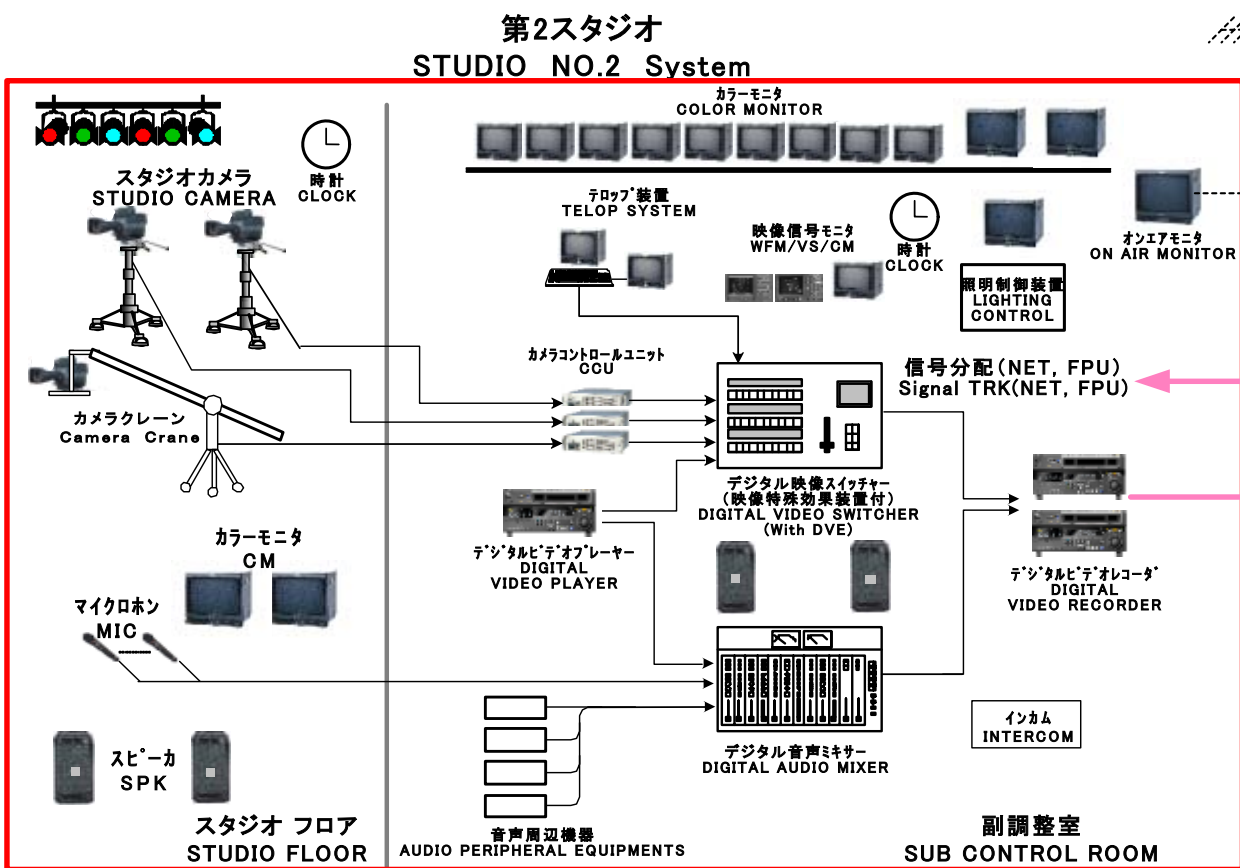 第2スタジオ
STUDIO NO.2 System
カラーモニタ
COLOR MONITOR
時計
CLOCK
スタジオカメラ
STUDIO CAMERA
テロップ装置
TELOP SYSTEM
映像信号モニタ
WFM/VS/CM
時計
CLOCK
オンエアモニタ
ON AIR MONITOR
照明制御装置
LIGHTING
CONTROL
カメラコントロールユニット
CCU
信号分配(NET, FPU)
Signal TRK(NET, FPU)
カメラクレーン
Camera Crane
デジタル映像スイッチャー
(映像特殊効果装置付)
DIGITAL VIDEO SWITCHER
(With DVE)
カラーモニタ
CM
デジタルビデオプレーヤー
DIGITAL
VIDEO PLAYER
デジタルビデオレコーダ
DIGITAL
VIDEO RECORDER
マイクロホン
MIC
インカム
INTERCOM
スピーカ
SPK
デジタル音声ミキサー
DIGITAL AUDIO MIXER
スタジオ フロア
STUDIO FLOOR
音声周辺機器
AUDIO PERIPHERAL EQUIPMENTS
副調整室
SUB CONTROL ROOM